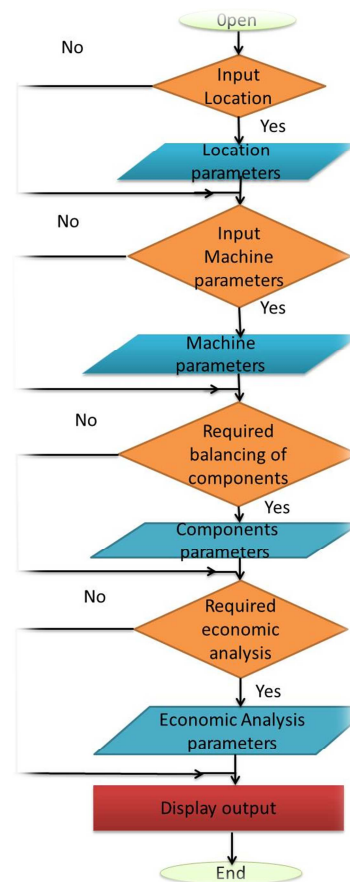 Open
No
Input
Location
Yes
Location
parameters
No
Input
Machine
parameters
Yes
Machine
parameters
No
Required
balancing of
components
Yes
Components
parameters
No
Required
economic
analysis
Yes
Economic Analysis
parameters
Display output
End